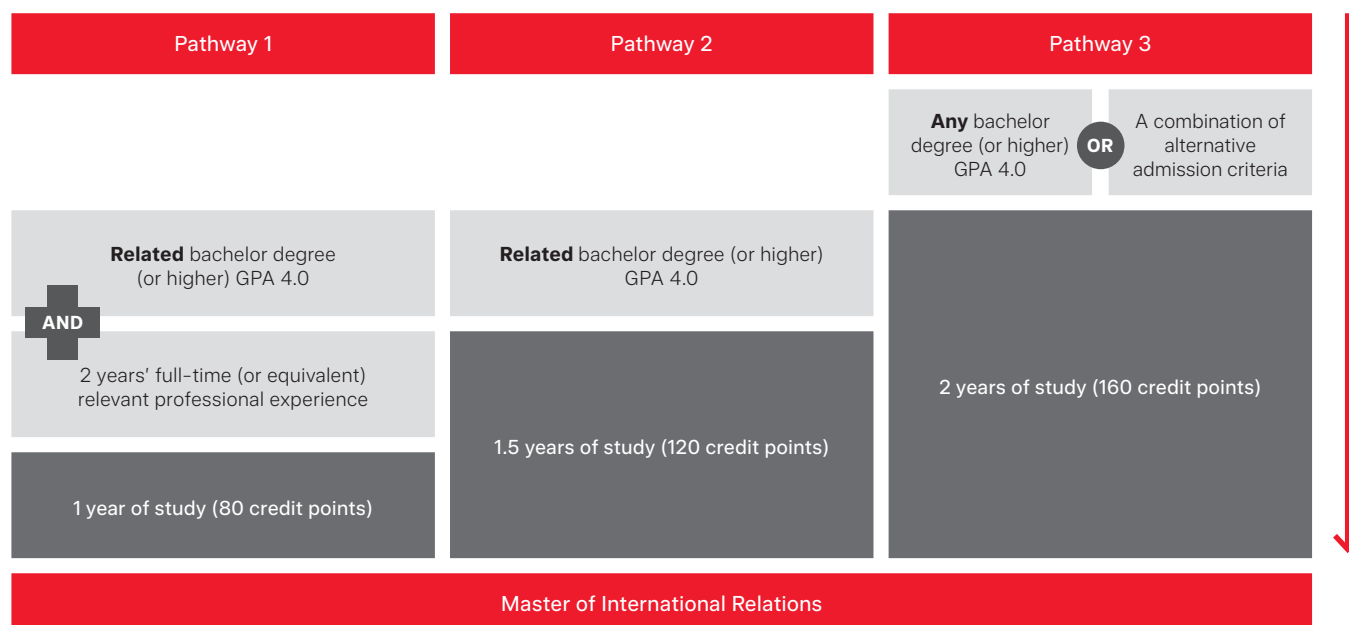 Pathway 1
Pathway 2
Pathway 3
Any bachelor
degree (or higher)
GPA 4.0
OR
A combination of
alternative
admission criteria
Related bachelor degree
(or higher) GPA 4.0
AND
2 years’ full-time (or equivalent)
relevant professional experience
1 year of study (80 credit points)
Related bachelor degree (or higher)
GPA 4.0
1.5 years of study (120 credit points)
2 years of study (160 credit points)
Master of International Relations